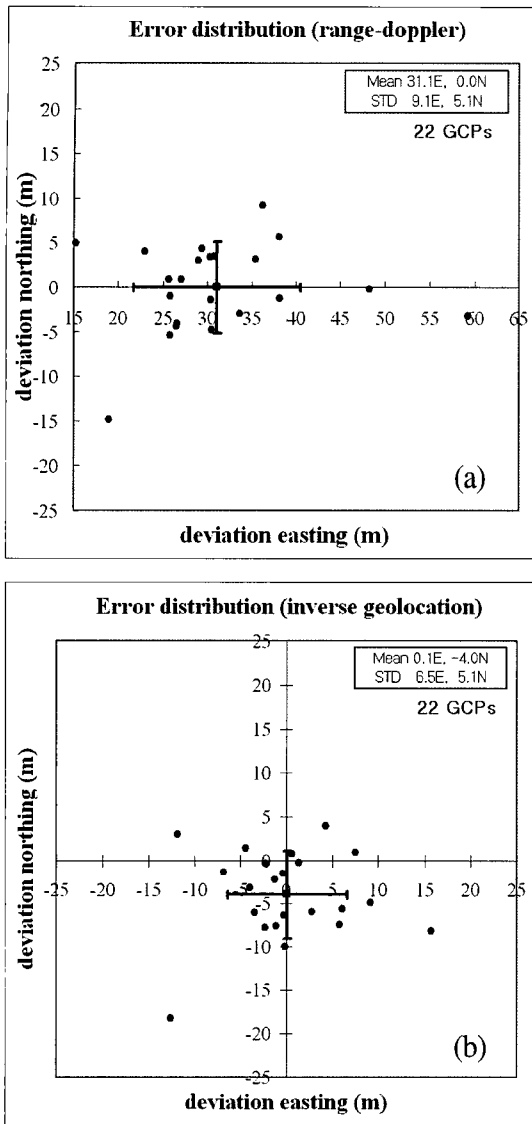 Error distribution (range-doppler)
25
20
15
10
5
0
-5
-10
-15
-20
-25
15 20 25 30 35 40 45 50 55 60 65
Mean 31.1E, 0.0N
STD 9.1E, 5.1N
22 GCPs
deviation northing (m)
(a)
deviation easting (m)
Error distribution (inverse geolocation)
25
20
15
10
5
0
-5
-10
-15
-20
-25
-25 -20 -15 -10 -5 0 5 10 15 20 25
Mean 0.1E, -4.0N
STD 6.5E, 5.1N
22 GCPs
deviation northing (m)
(b)
deviation easting (m)